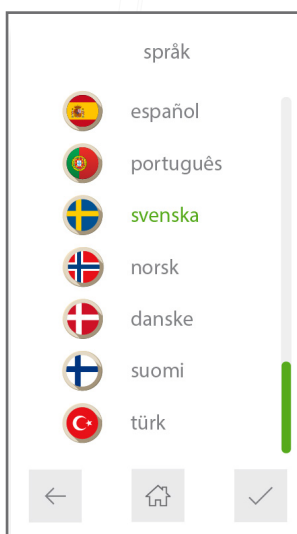 språk
español
português
svenska
norsk
danske
suomi
türk